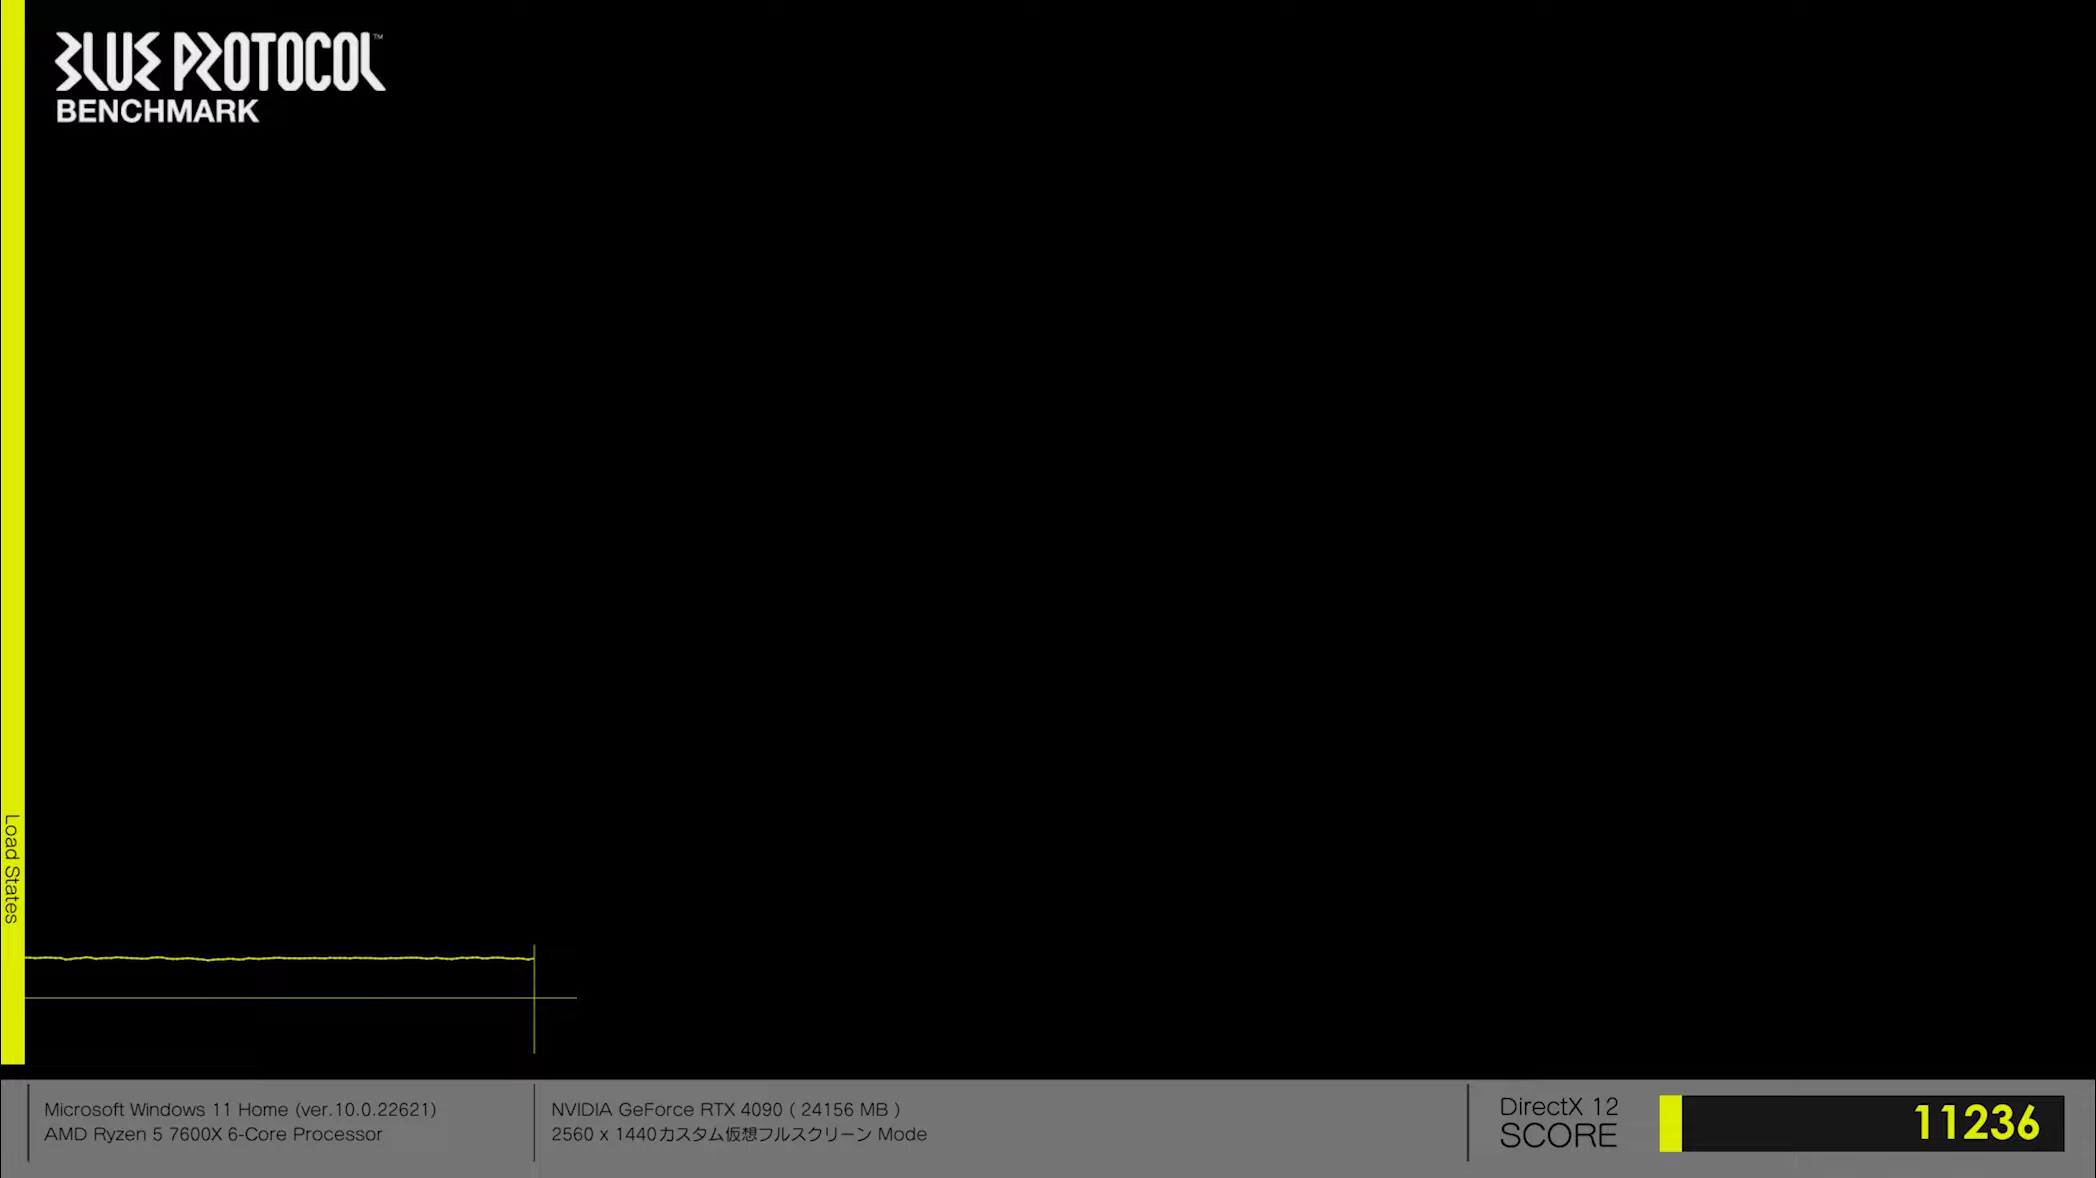 BLUE PROTOCOL™
BENCHMARK
Load States
Microsoft Windows 11 Home (ver.10.0.22621)
AMD Ryzen 5 7600X 6-Core Processor
NVIDIA GeForce RTX 4090 ( 24156 MB )
2560 x 1440カスタム仮想フルスクリーン Mode
DirectX 12
SCORE
11236